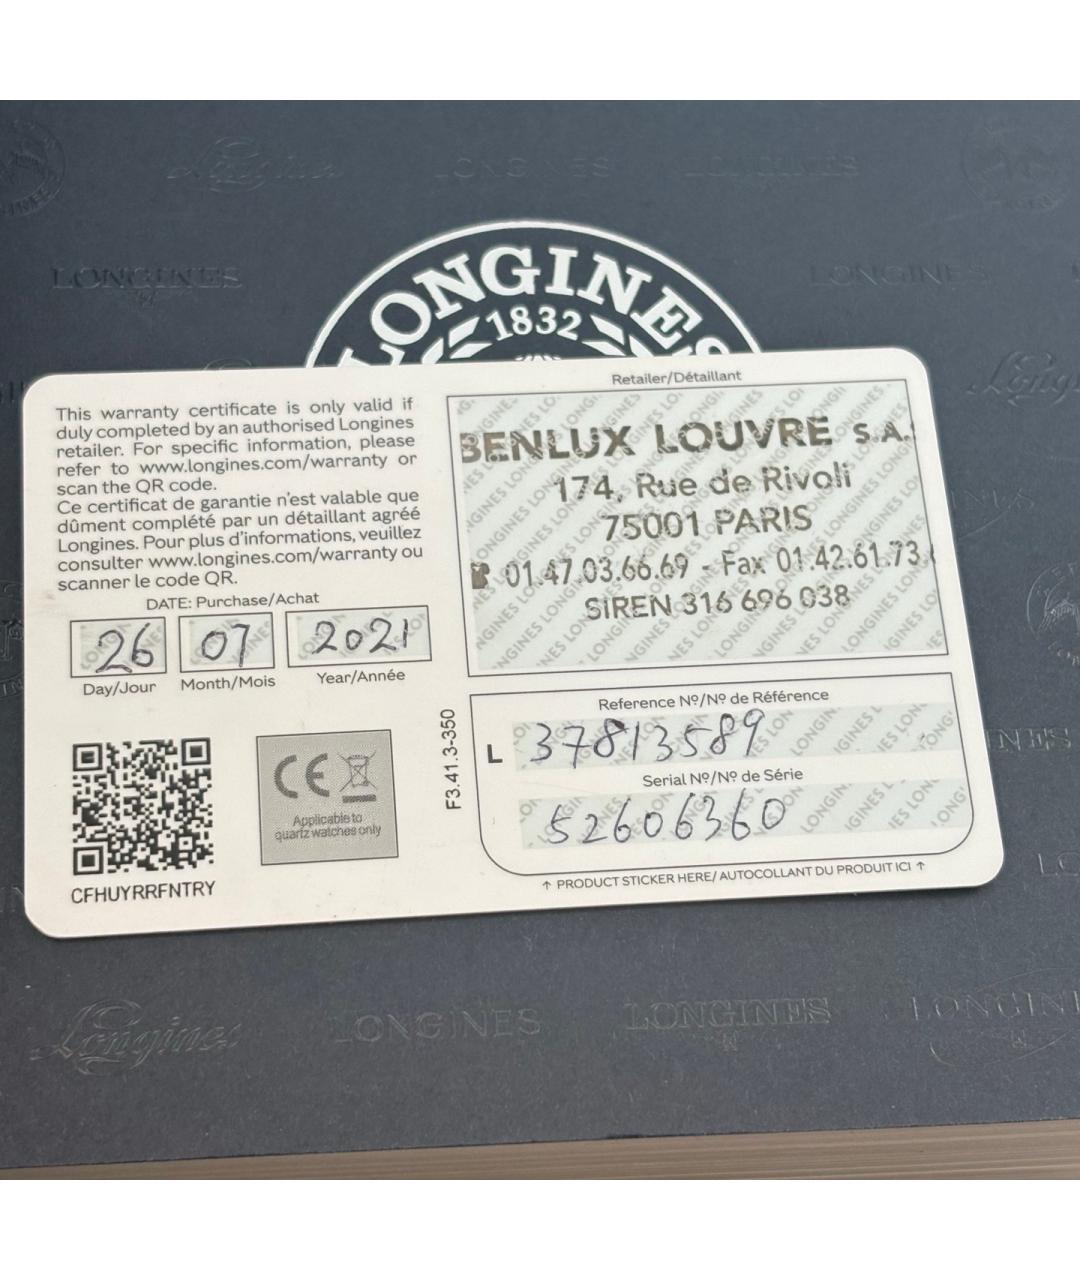 LONGINES
1832
This warranty certificate is only valid if
duly completed by an authorised Longines
retailer. For specific information, please
refer to www.longines.com/warranty or
scan the QR code.
Ce certificat de garantie n'est valable que
dûment complété par un détaillant agréé
Longines. Pour plus d'informations, veuillez
consulter www.longines.com/warranty ou
scanner le code QR.
DATE: Purchase/Achat
26 07 2021
Day/Jour Month/Mois Year/Année
CFHUYRRFNTRY
CE
Applicable to
quartz watches only
F3.41.3-350
Retailer/Détaillant
BENLUX LOUVRE S.A.
174, Rue de Rivoli
75001 PARIS
01.47.03.66.69 - Fax 01.42.61.73.
SIREN 316 696 038
Reference Nº/Nº de Référence
L 37813589
Serial Nº/Nº de Série
52606360
↑ PRODUCT STICKER HERE/ AUTOCOLLANT DU PRODUIT ICI ↑